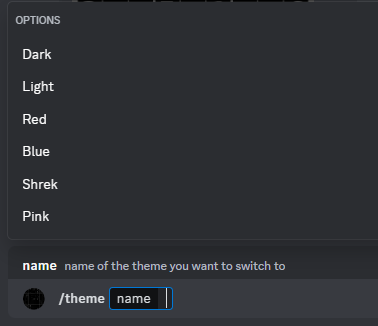 OPTIONS
Dark
Light
Red
Blue
Shrek
Pink
name name of the theme you want to switch to
/theme name